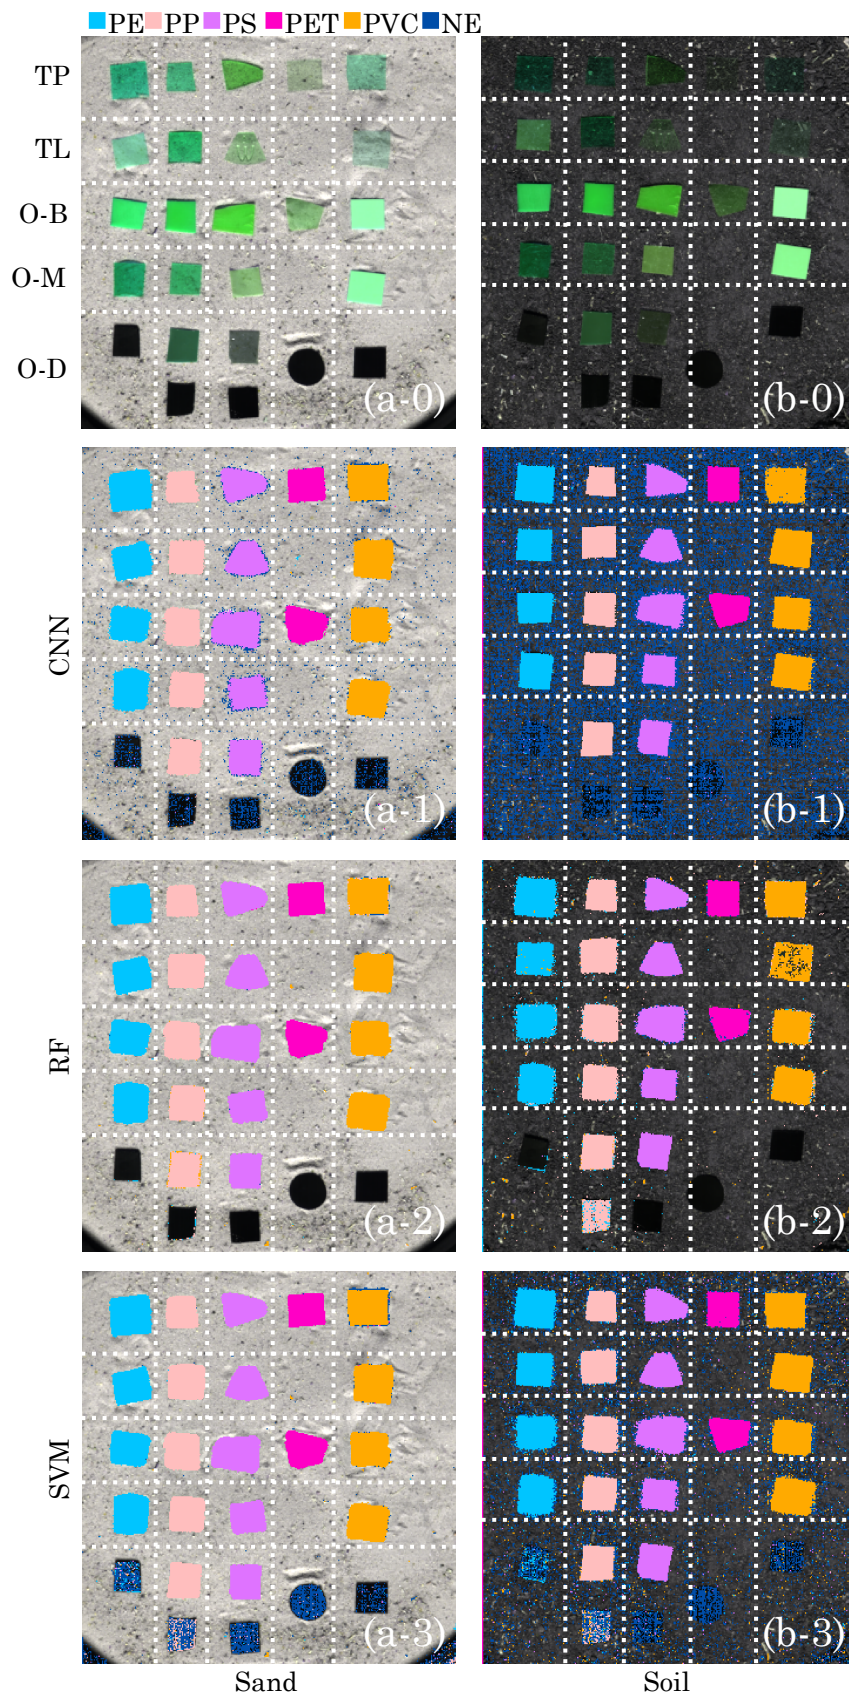 PE PP PS PET PVC NE
TP
TL
O-B
O-M
O-D
(a-0)
(b-0)
CNN
(a-1)
(b-1)
RF
(a-2)
(b-2)
SVM
(a-3)
(b-3)
Sand
Soil